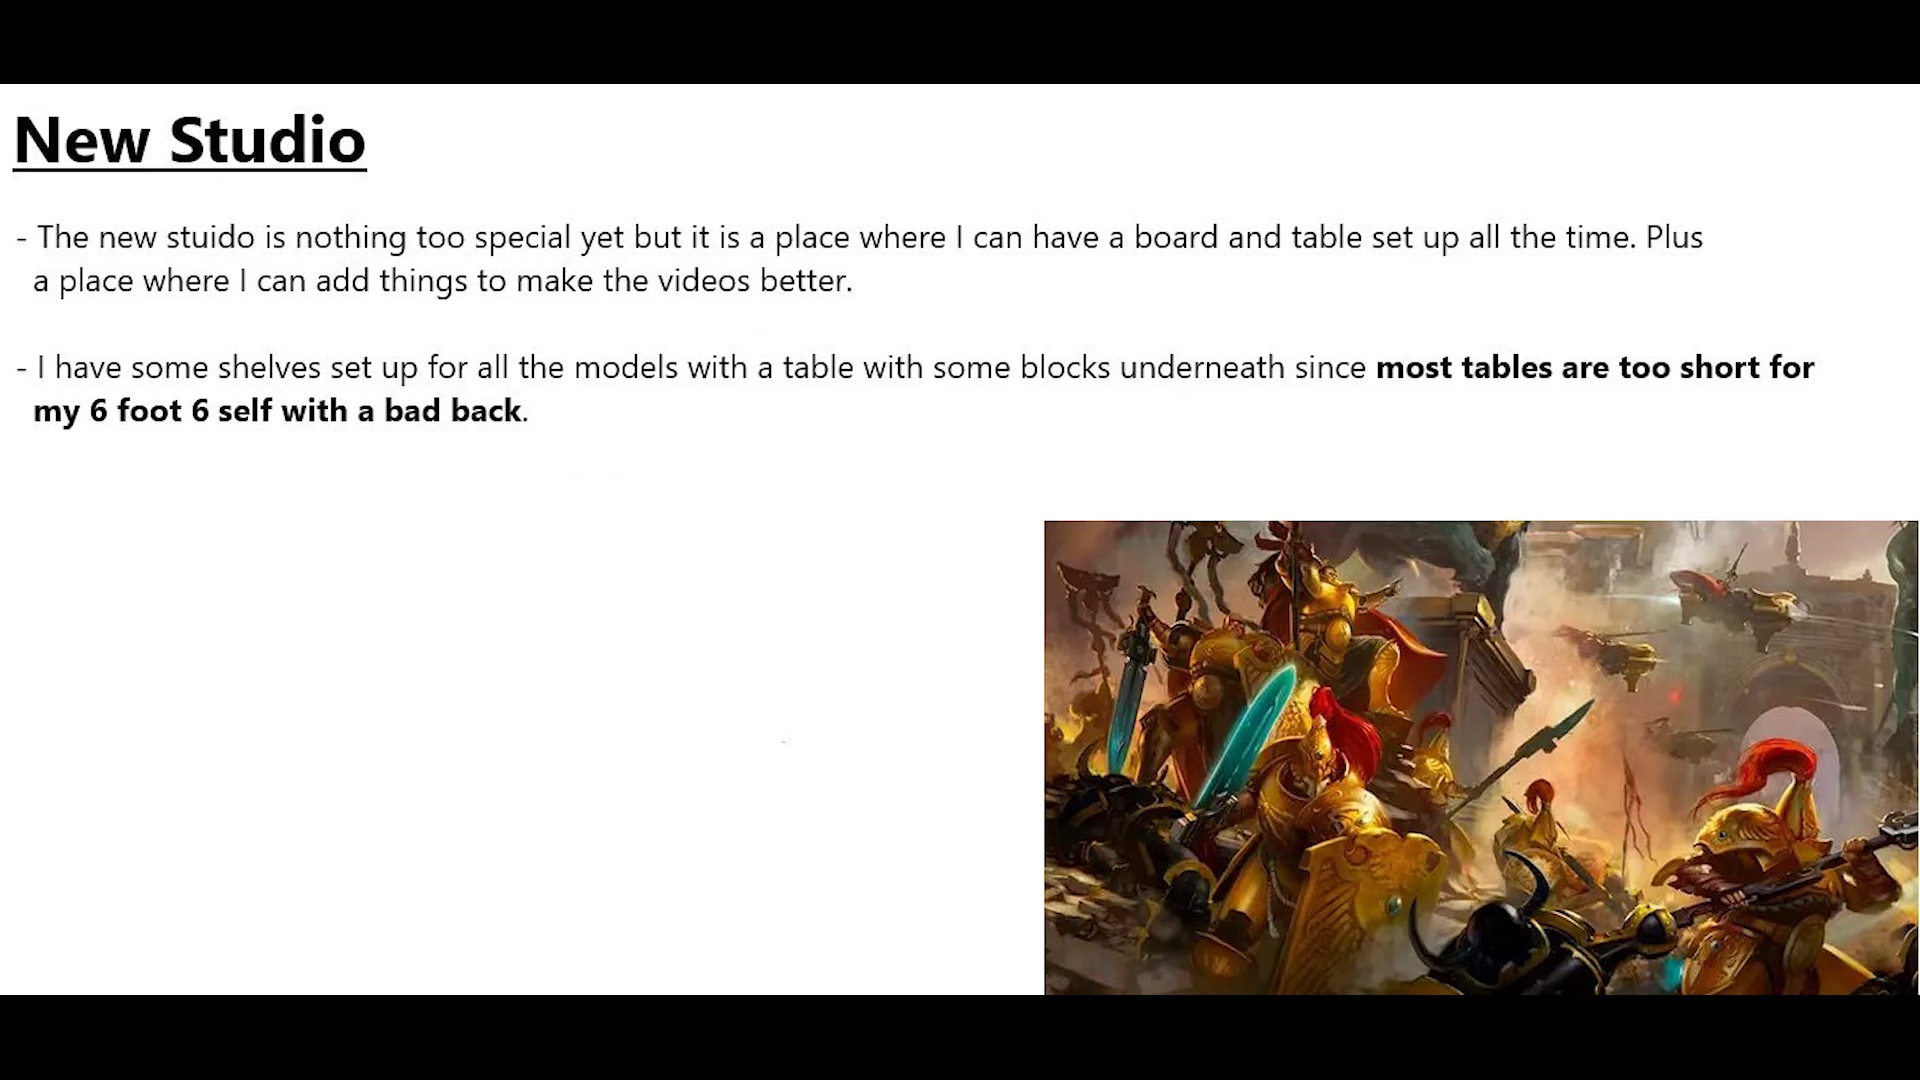 New Studio
- The new stuido is nothing too special yet but it is a place where I can have a board and table set up all the time. Plus
a place where I can add things to make the videos better.
- I have some shelves set up for all the models with a table with some blocks underneath since most tables are too short for
my 6 foot 6 self with a bad back.